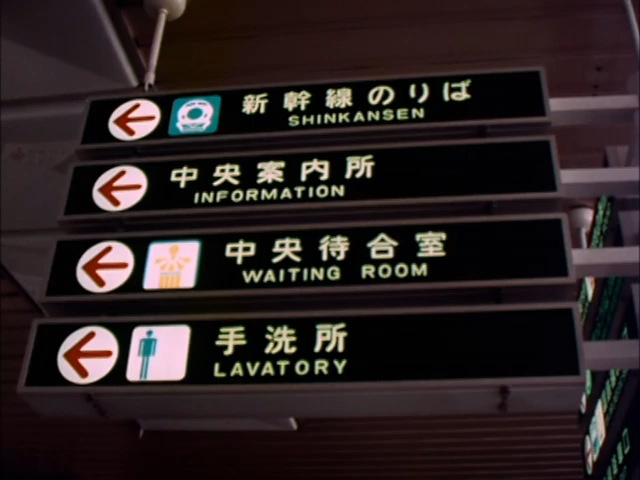 新幹線のりば
SHINKANSEN
中央案内所
INFORMATION
中央待合室
WAITING ROOM
手洗所
LAVATORY